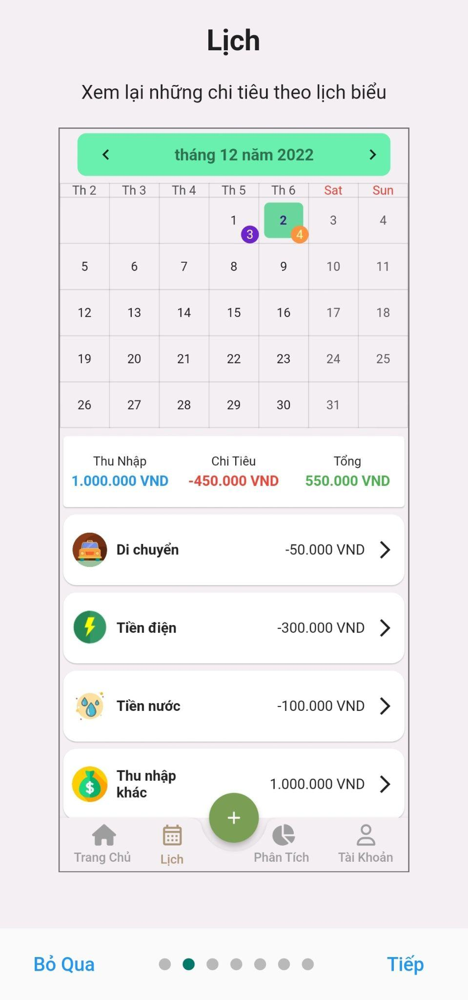 Lịch
Xem lại những chi tiêu theo lịch biểu
tháng 12 năm 2022
Th 2 Th 3 Th 4 Th 5 Th 6 Sat Sun
1 2 3 4
3 4
5 6 7 8 9 10 11
12 13 14 15 16 17 18
19 20 21 22 23 24 25
26 27 28 29 30 31
Thu Nhập Chi Tiêu Tổng
1.000.000 VND -450.000 VND 550.000 VND
Di chuyển -50.000 VND
Tiền điện -300.000 VND
Tiền nước -100.000 VND
Thu nhập
khác 1.000.000 VND
Trang Chủ Lịch Phân Tích Tài Khoản
Bỏ Qua Tiếp